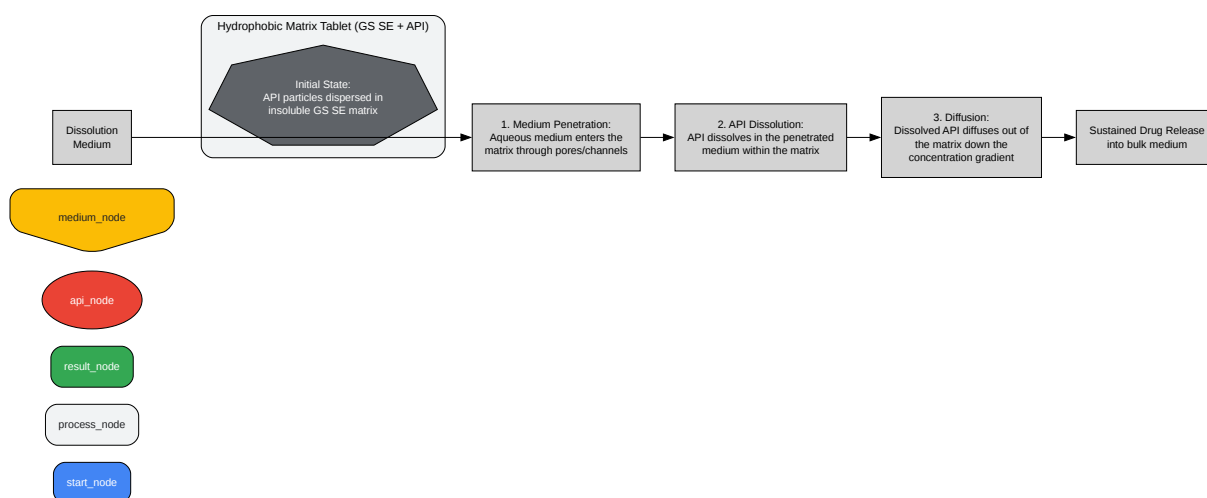 Hydrophobic Matrix Tablet (GS SE + API)
Initial State:
API particles dispersed in
insoluble GS SE matrix
Dissolution
Medium
1. Medium Penetration:
Aqueous medium enters the
matrix through pores/channels
2. API Dissolution:
API dissolves in the penetrated
medium within the matrix
3. Diffusion:
Dissolved API diffuses out of
the matrix down the
concentration gradient
Sustained Drug Release
into bulk medium
medium_node
api_node
result_node
process_node
start_node